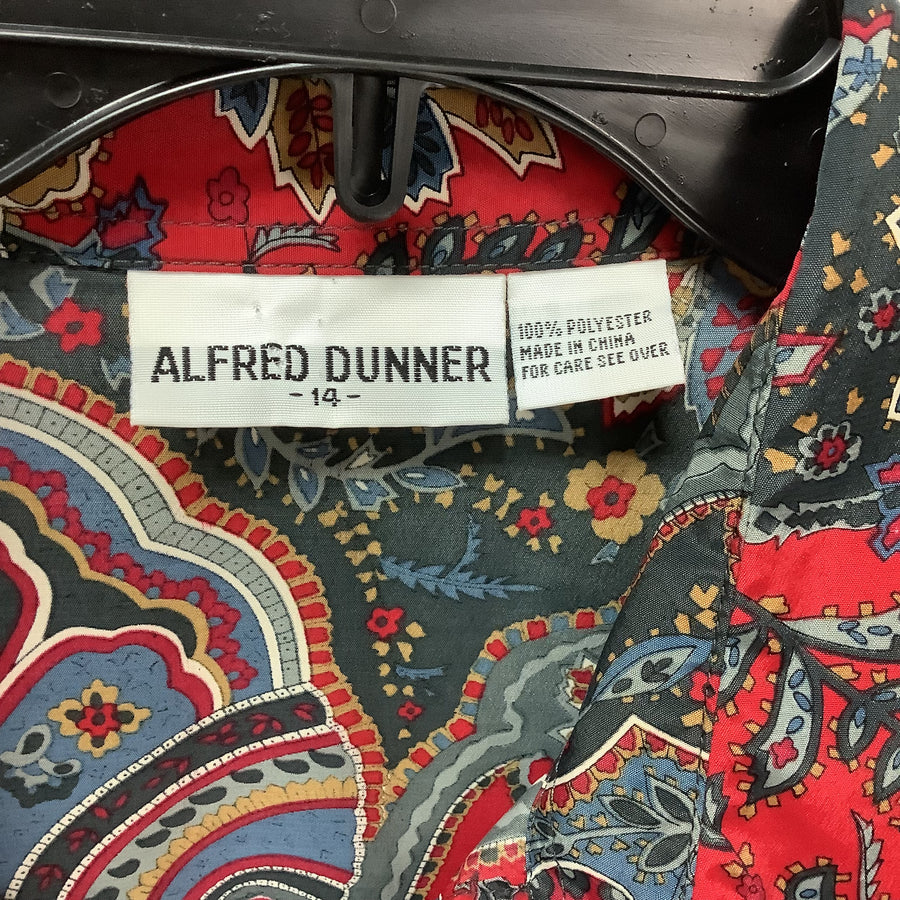 ALFRED DUNNER
- 14 -
100% POLYESTER
MADE IN CHINA
FOR CARE SEE OVER